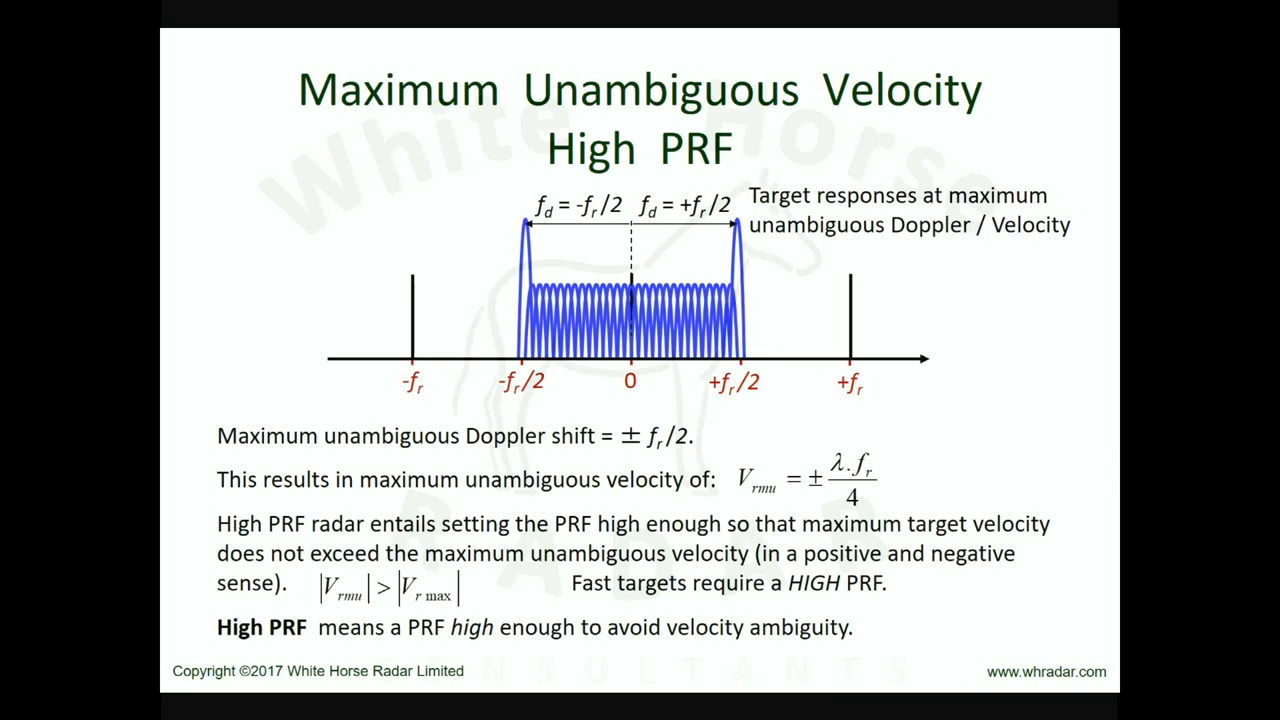 Maximum Unambiguous Velocity
High PRF
f_d = -f_r/2 f_d = +f_r/2
Target responses at maximum
unambiguous Doppler / Velocity
-f_r -f_r/2 0 +f_r/2 +f_r
Maximum unambiguous Doppler shift = ± f_r/2.
This results in maximum unambiguous velocity of: V_rmu = ± λ.f_r / 4
High PRF radar entails setting the PRF high enough so that maximum target velocity
does not exceed the maximum unambiguous velocity (in a positive and negative
sense). |V_rmu| > |V_r max| Fast targets require a HIGH PRF.
High PRF means a PRF high enough to avoid velocity ambiguity.
Copyright ©2017 White Horse Radar Limited
www.whradar.com
White Horse
RADAR
CONSULTANTS